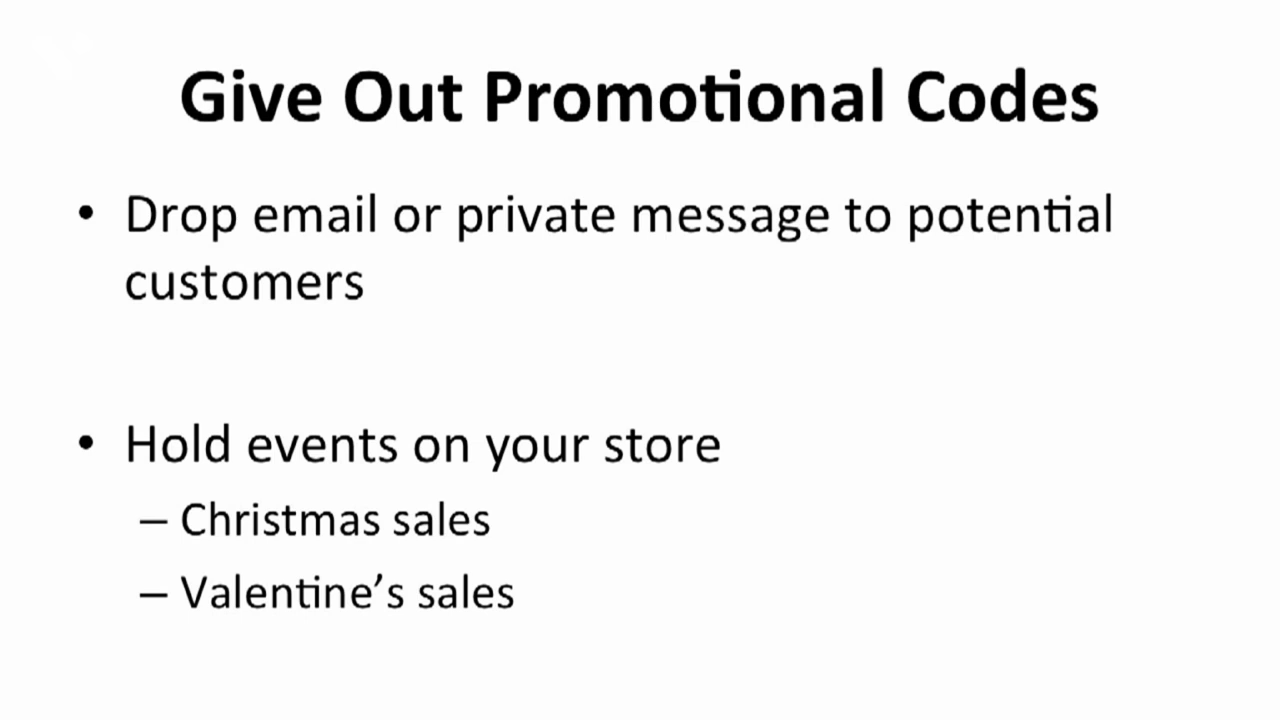 Give Out Promotional Codes
• Drop email or private message to potential
customers
• Hold events on your store
– Christmas sales
– Valentine’s sales